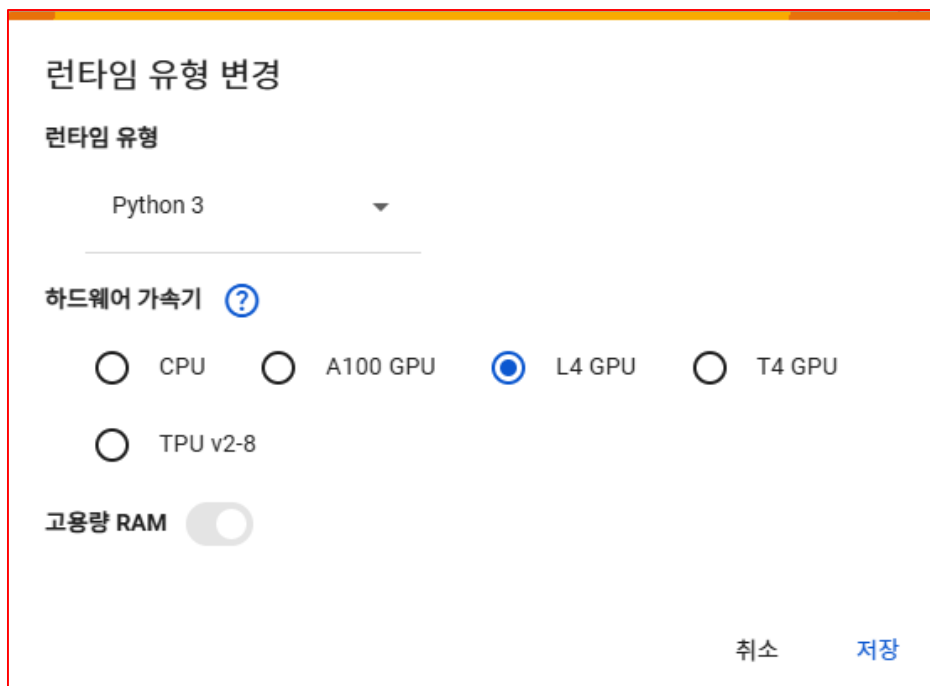 런타임 유형 변경
런타임 유형
Python 3
하드웨어 가속기 ?
CPU A100 GPU L4 GPU T4 GPU
TPU v2-8
고용량 RAM
취소 저장